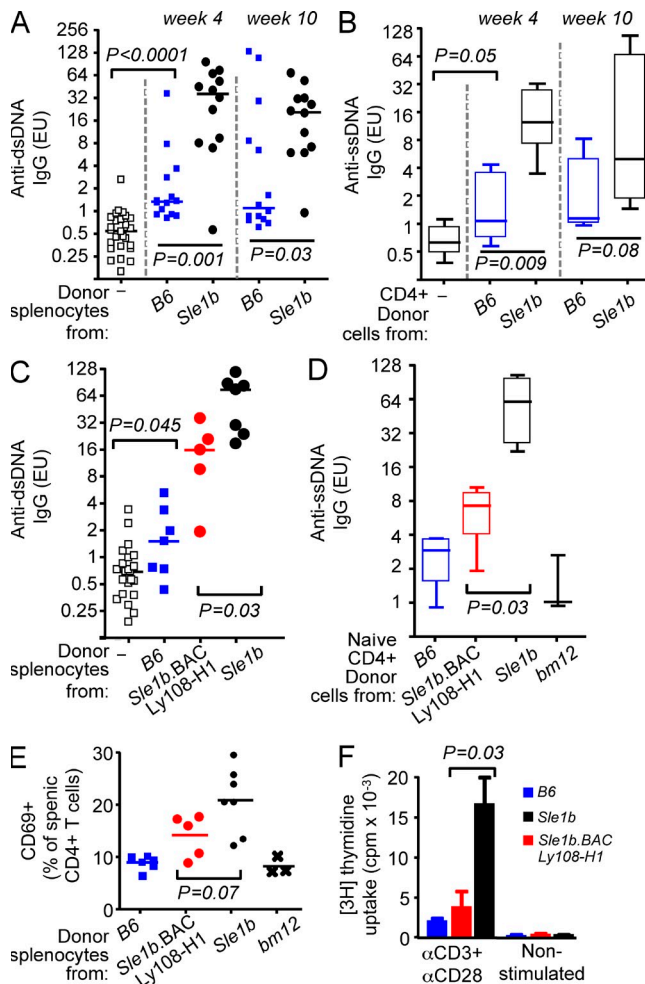 A
week 4
week 10
P<0.0001
256
128
64
32
16
8
4
2
1
0.5
0.25
Anti-dsDNA
IgG (EU)
P=0.001
P=0.03
Donor
splenocytes
from:
–
B6
Sle1b
B6
Sle1b
B
week 4
week 10
P=0.05
128
64
32
16
8
4
2
1
0.5
Anti-ssDNA
IgG (EU)
P=0.009
P=0.08
CD4+
Donor
cells from:
–
B6
Sle1b
B6
Sle1b
C
128
64
32
16
8
4
2
1
0.5
0.25
Anti-dsDNA
IgG (EU)
P=0.045
P=0.03
Donor
splenocytes
from:
–
B6
Sle1b.BAC
Ly108-H1
Sle1b
D
128
64
32
16
8
4
2
1
Anti-ssDNA
IgG (EU)
P=0.03
Naive
CD4+
Donor
cells from:
B6
Sle1b.BAC
Ly108-H1
Sle1b
bm12
E
30
20
10
0
CD69+
(% of spenic
CD4+ T cells)
P=0.07
Donor
splenocytes
from:
B6
Sle1b.BAC
Ly108-H1
Sle1b
bm12
F
P=0.03
20
15
10
5
0
[3H] thymidine
uptake (cpm x 10⁻³)
B6
Sle1b
Sle1b.BAC
Ly108-H1
αCD3+
αCD28
Non-
stimulated